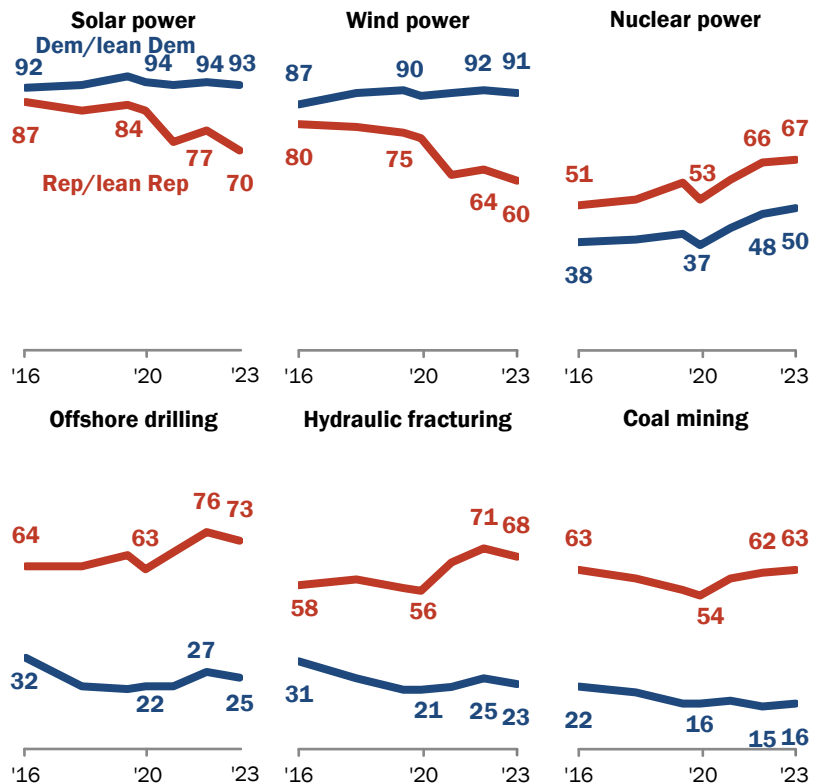 Solar power Wind power Nuclear power
Dem/lean Dem
92 94 94 93
87 84 77 70
Rep/lean Rep
87 90 92 91
80 75 64 60
51 53 66 67
38 37 48 50
'16 '20 '23 '16 '20 '23 '16 '20 '23
Offshore drilling Hydraulic fracturing Coal mining
64 63 76 73
32 22 27 25
58 56 71 68
31 21 25 23
63 54 62 63
22 16 15 16
'16 '20 '23 '16 '20 '23 '16 '20 '23